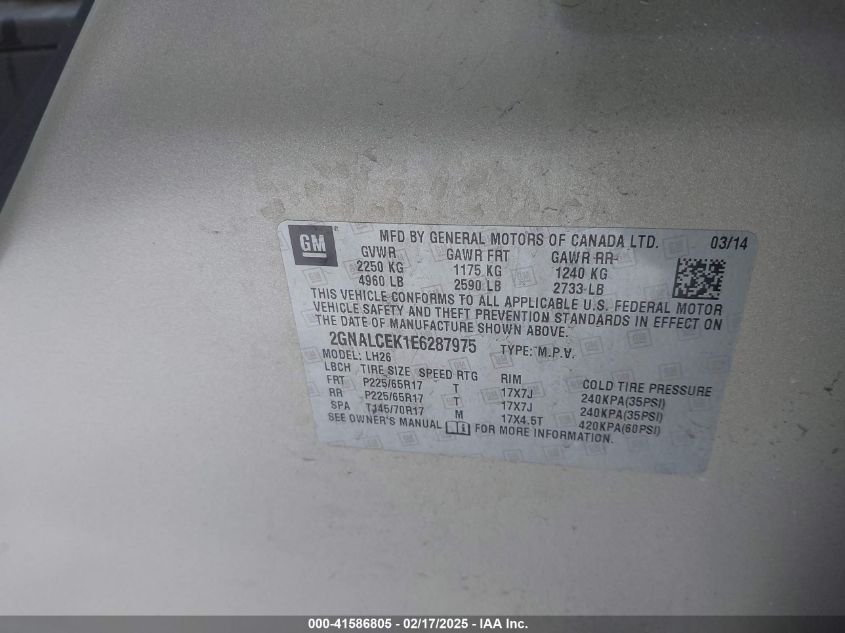 GM ® MFD BY GENERAL MOTORS OF CANADA LTD. 03/14
GVWR GAWR FRT GAWR RR
2250 KG 1175 KG 1240 KG
4960 LB 2590 LB 2733 LB
THIS VEHICLE CONFORMS TO ALL APPLICABLE U.S. FEDERAL MOTOR
VEHICLE SAFETY AND THEFT PREVENTION STANDARDS IN EFFECT ON
THE DATE OF MANUFACTURE SHOWN ABOVE.
2GNALCEK1E6287975 TYPE: M.P.V.
MODEL: LH26
LBCH TIRE SIZE SPEED RTG RIM COLD TIRE PRESSURE
FRT P225/65R17 T 17X7J 240KPA(35PSI)
RR P225/65R17 T 17X7J 240KPA(35PSI)
SPA T145/70R17 M 17X4.5T 420KPA(60PSI)
SEE OWNER'S MANUAL FOR MORE INFORMATION.
000-41586805 - 02/17/2025 - IAA Inc.